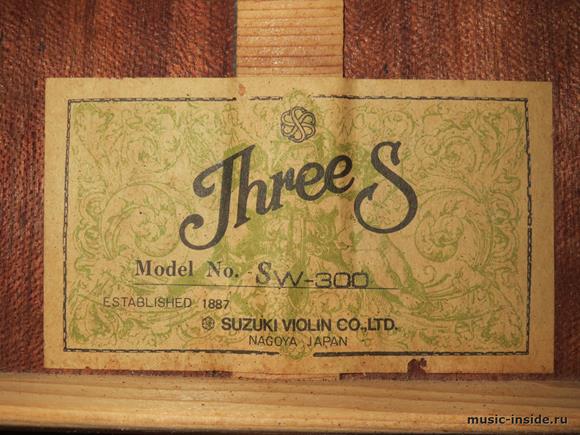 Three S
Model No. SW-300
ESTABLISHED 1887
SUZUKI VIOLIN CO.,LTD.
NAGOYA JAPAN
music-inside.ru